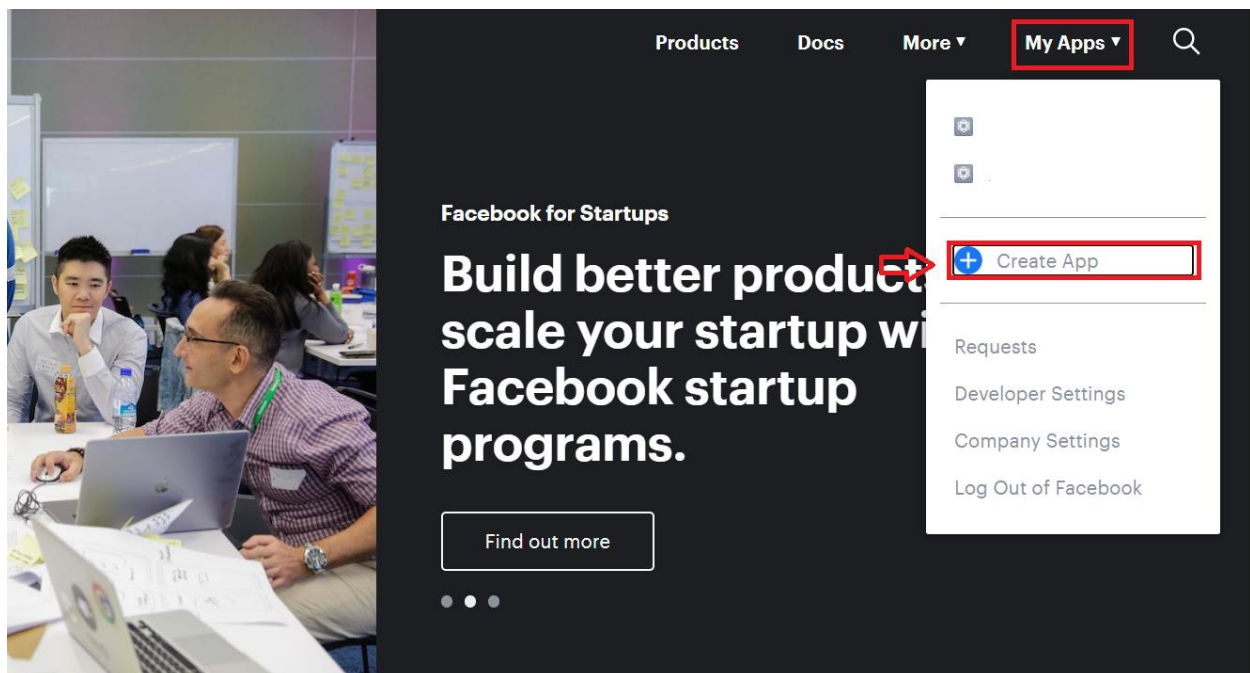 Products Docs More ▼ My Apps ▼
Facebook for Startups
Build better product
scale your startup wi
Facebook startup
programs.
Find out more
Create App
Requests
Developer Settings
Company Settings
Log Out of Facebook